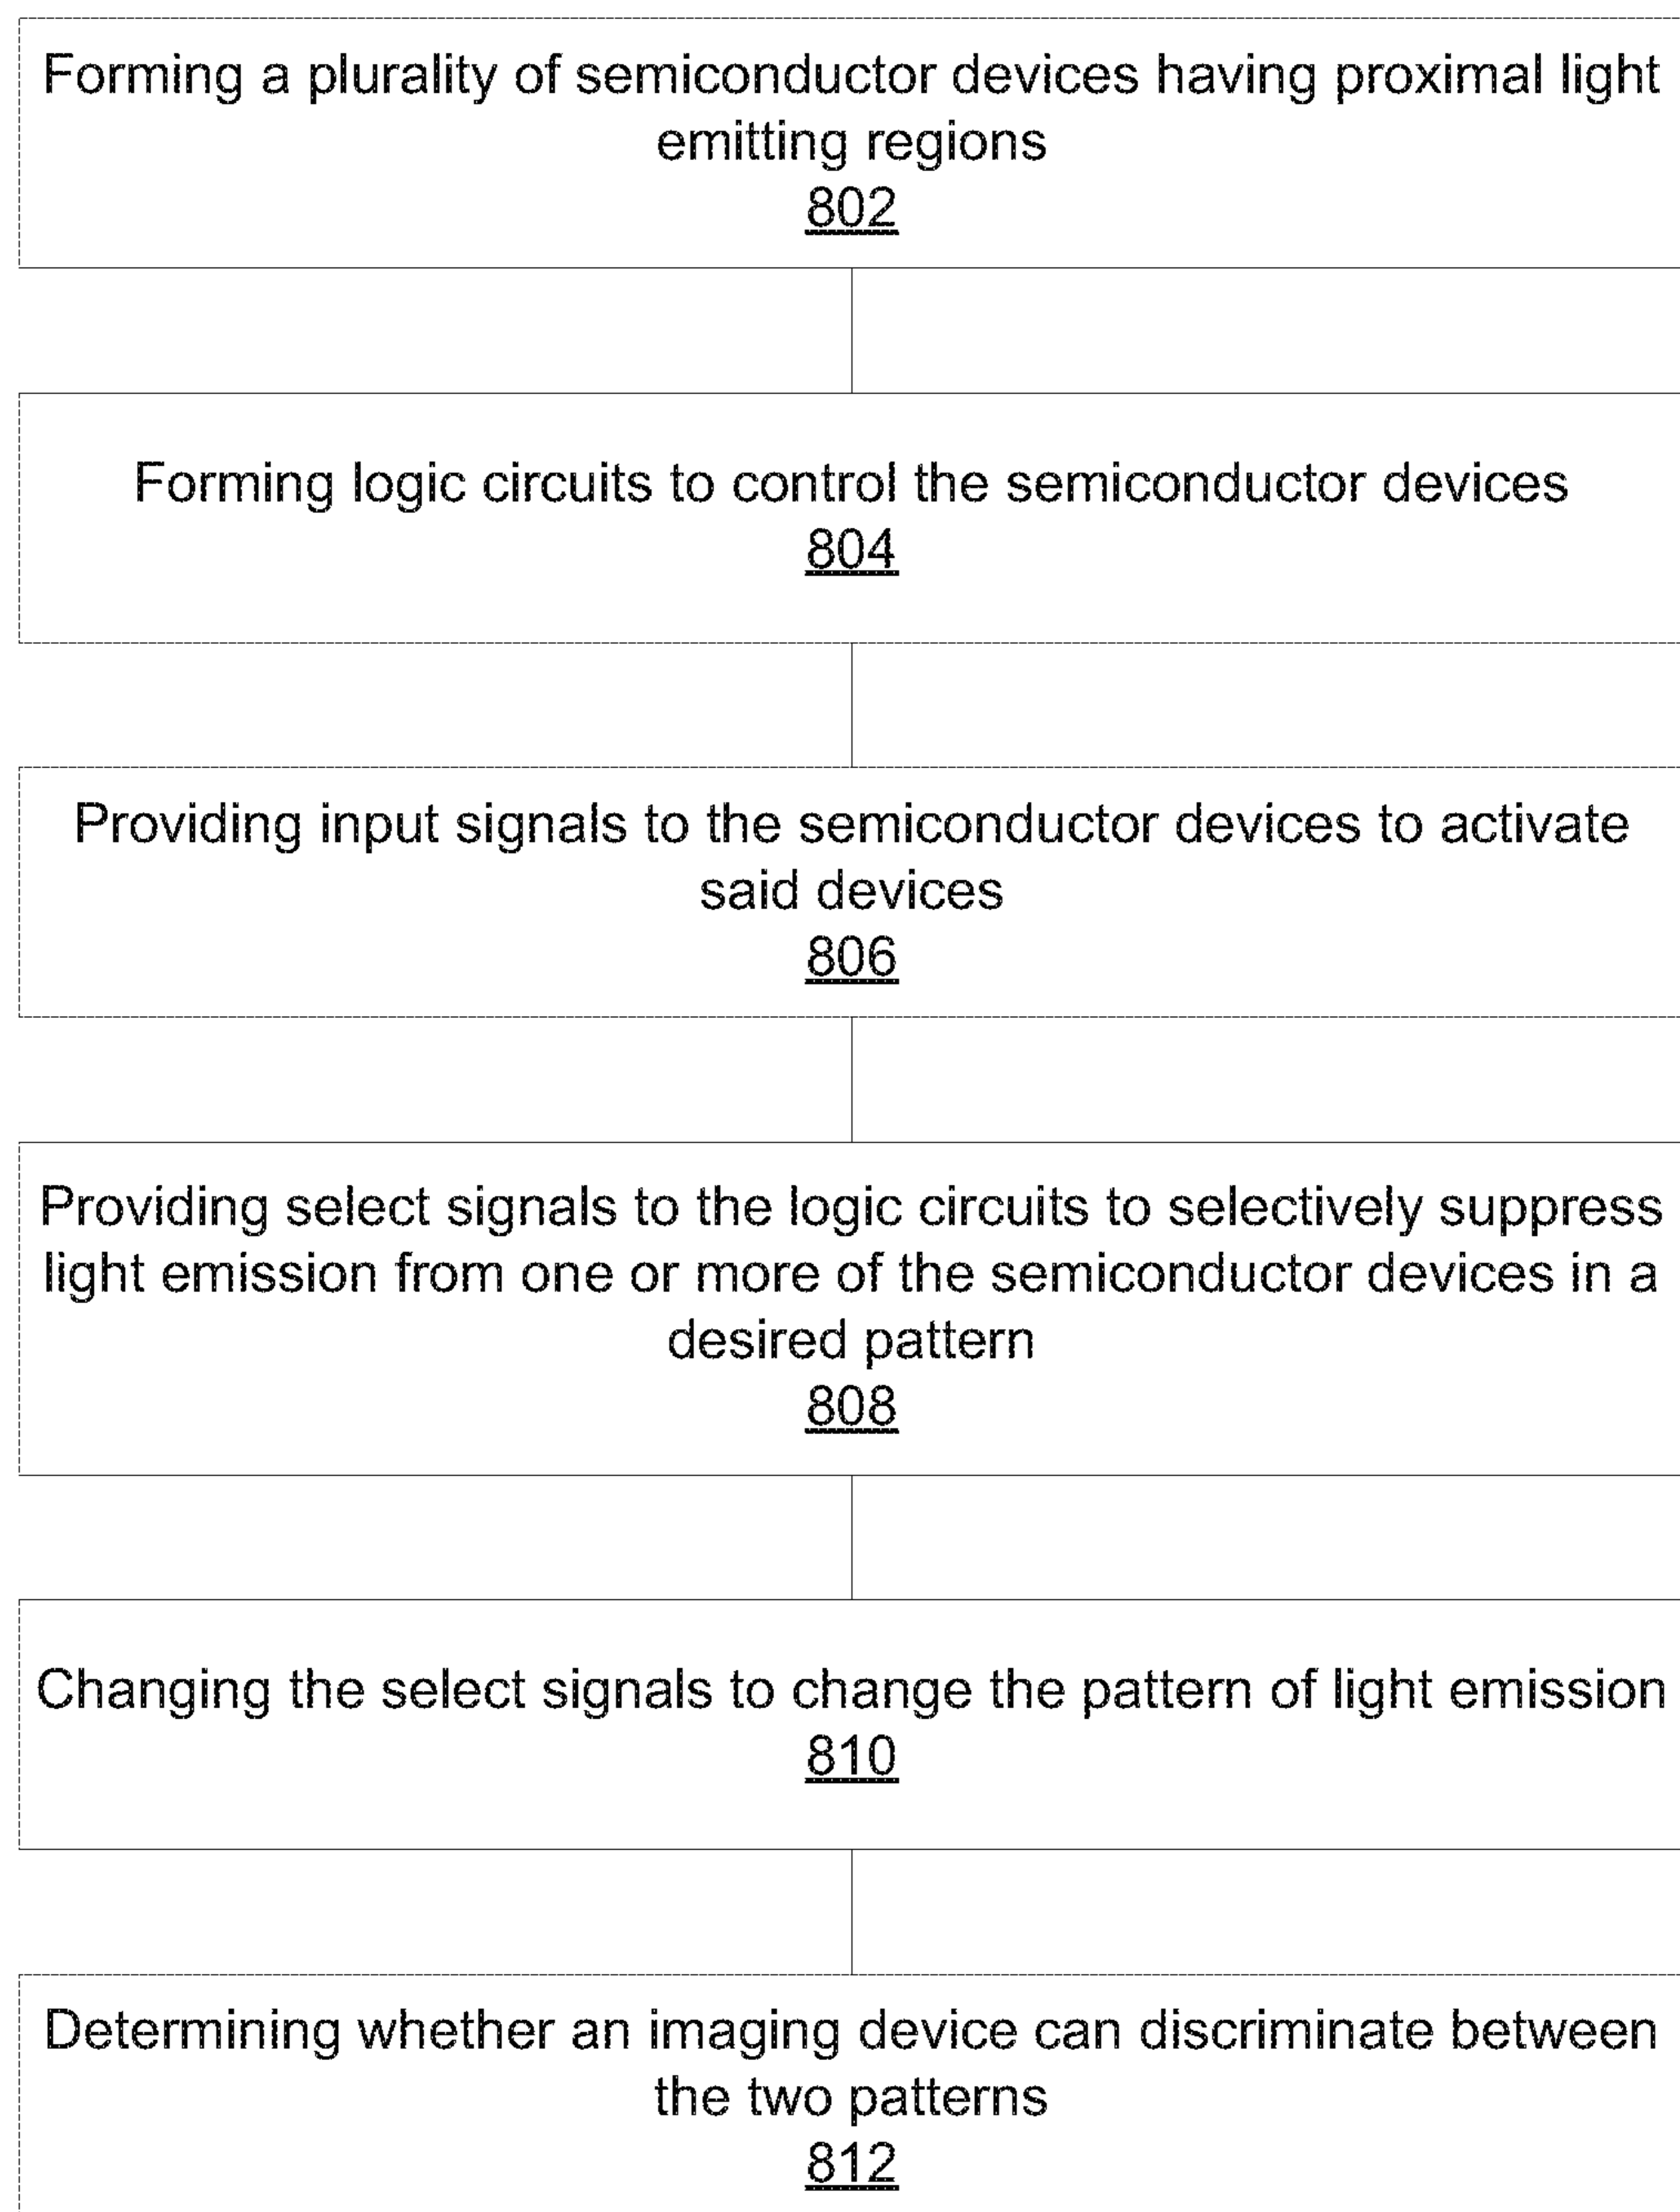 Forming a plurality of semiconductor devices having proximal light
emitting regions
802
Forming logic circuits to control the semiconductor devices
804
Providing input signals to the semiconductor devices to activate
said devices
806
Providing select signals to the logic circuits to selectively suppress
light emission from one or more of the semiconductor devices in a
desired pattern
808
Changing the select signals to change the pattern of light emission
810
Determining whether an imaging device can discriminate between
the two patterns
812